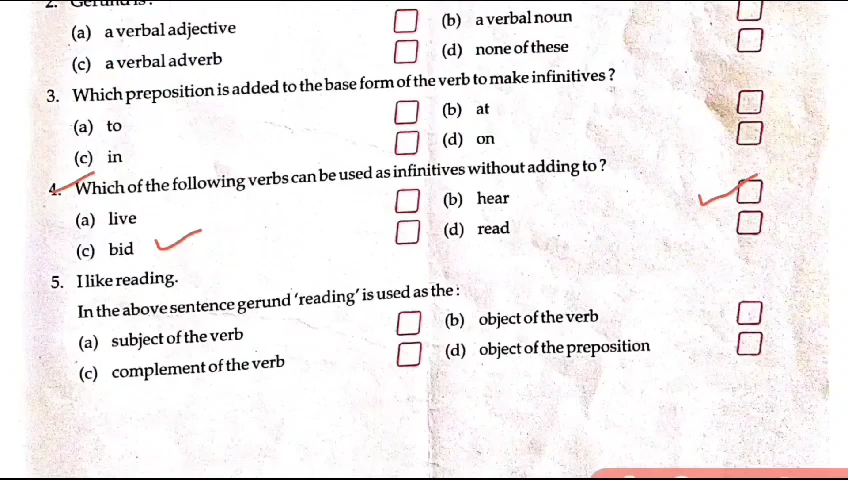 2. Gerund is:
(a) a verbal adjective (b) a verbal noun
(c) a verbal adverb (d) none of these
3. Which preposition is added to the base form of the verb to make infinitives ?
(a) to (b) at
(c) in (d) on
4. Which of the following verbs can be used as infinitives without adding to ?
(a) live (b) hear
(c) bid (d) read
5. I like reading.
In the above sentence gerund 'reading' is used as the :
(a) subject of the verb (b) object of the verb
(c) complement of the verb (d) object of the preposition